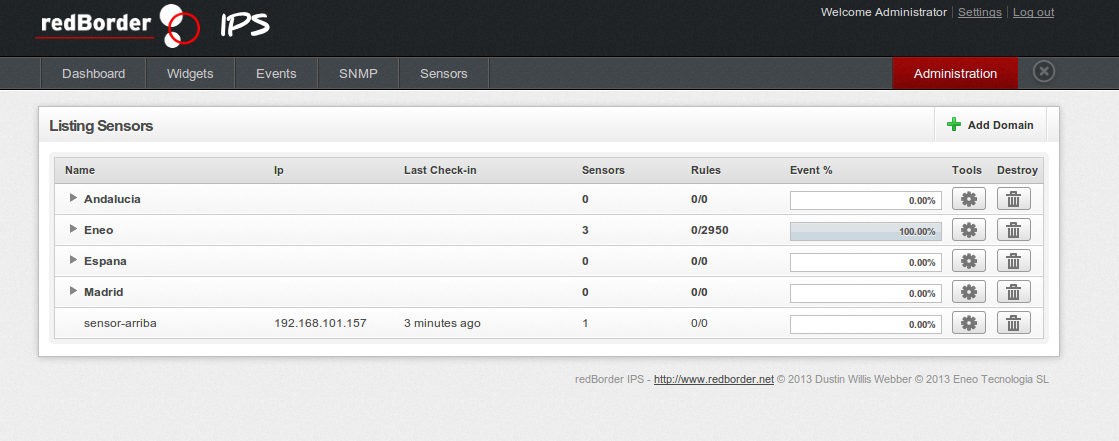 redBorder IPS
Welcome Administrator | Settings | Log out
Dashboard Widgets Events SNMP Sensors Administration
Listing Sensors Add Domain
Name Ip Last Check-in Sensors Rules Event % Tools Destroy
Andalucia 0 0/0 0.00%
Eneo 3 0/2950 100.00%
Espana 0 0/0 0.00%
Madrid 0 0/0 0.00%
sensor-arriba 192.168.101.157 3 minutes ago 1 0/0 0.00%
redBorder IPS - http://www.redborder.net © 2013 Dustin Willis Webber © 2013 Eneo Tecnologia SL